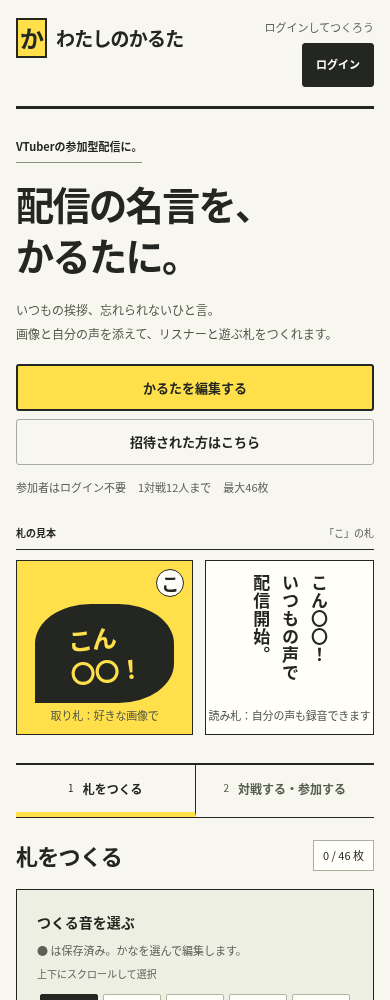 か わたしのかるた
ログインしてつくろう
ログイン
VTuberの参加型配信に。
配信の名言を、
かるたに。
いつもの挨拶、忘れられないひと言。
画像と自分の声を添えて、リスナーと遊ぶ札をつくれます。
かるたを編集する
招待された方はこちら
参加者はログイン不要 1対戦12人まで 最大46枚
札の見本
「こ」の札
こ
こん
〇〇！
取り札：好きな画像で
こん〇〇！
いつもの声で
配信開始。
読み札：自分の声も録音できます
1 札をつくる
2 対戦する・参加する
札をつくる
0 / 46 枚
つくる音を選ぶ
● は保存済み。かなを選んで編集します。
上下にスクロールして選択